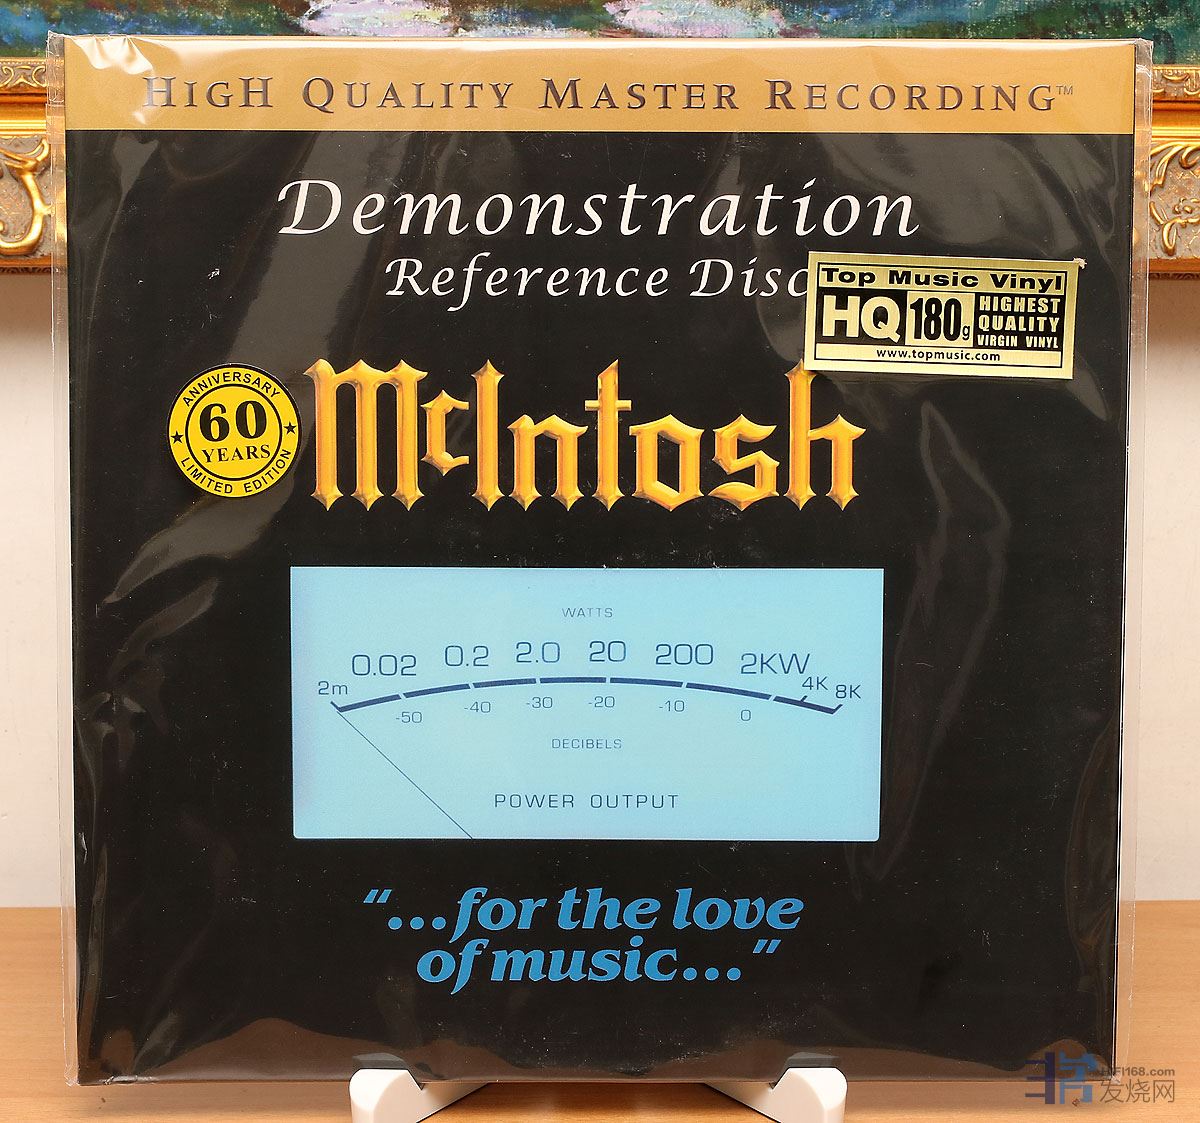 HIGH QUALITY MASTER RECORDING™
Demonstration
Reference Disc
Top Music Vinyl
HQ 180g HIGHEST QUALITY VIRGIN VINYL
www.topmusic.com
ANNIVERSARY
60
YEARS
LIMITED EDITION
McIntosh
WATTS
2m 0.02 0.2 2.0 20 200 2KW 4K 8K
-50 -40 -30 -20 -10 0
DECIBELS
POWER OUTPUT
“...for the love
of music...”
HIFI168.com
发烧网